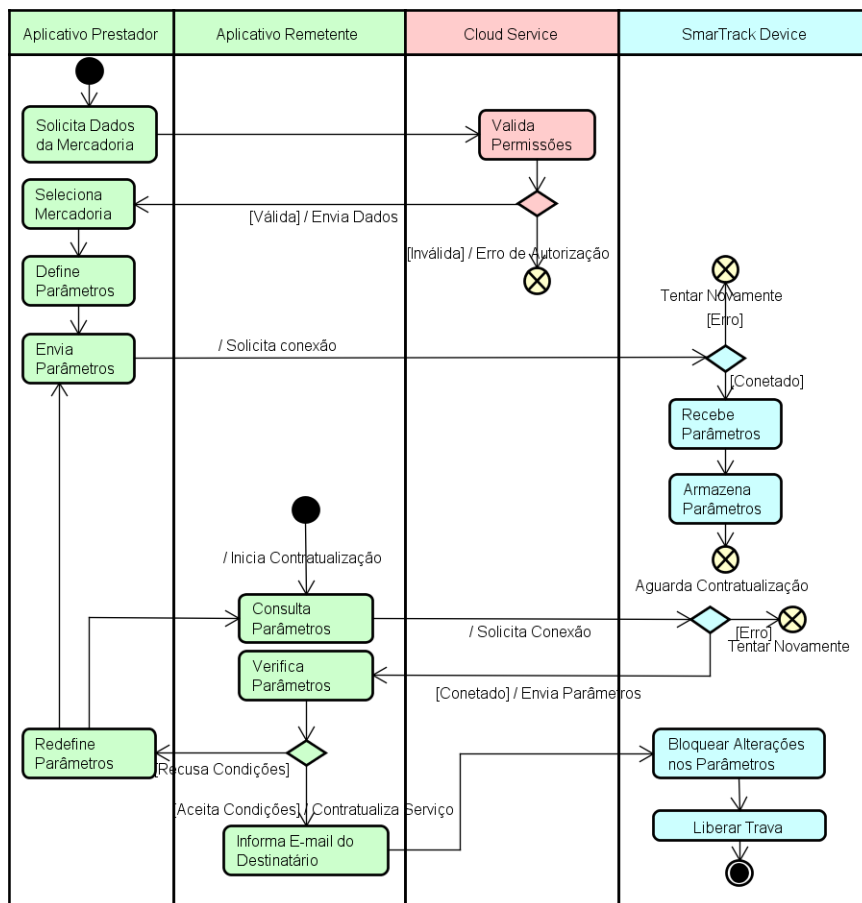 Aplicativo Prestador
Aplicativo Remetente
Cloud Service
SmarTrack Device
Solicita Dados
da Mercadoria
Valida
Permissões
Seleciona
Mercadoria
[Válida] / Envia Dados
[Inválida] / Erro de Autorização
Define
Parâmetros
Tentar Novamente
[Erro]
Envia
Parâmetros
/ Solicita conexão
[Conetado]
Recebe
Parâmetros
Armazena
Parâmetros
/ Inicia Contratualização
Aguarda Contratualização
Consulta
Parâmetros
/ Solicita Conexão
[Erro]
Tentar Novamente
Verifica
Parâmetros
[Conetado] / Envia Parâmetros
Redefine
Parâmetros
[Recusa Condições]
Bloquear Alterações
nos Parâmetros
[Aceita Condições] / Contratualiza Serviço
Informa E-mail do
Destinatário
Liberar Trava